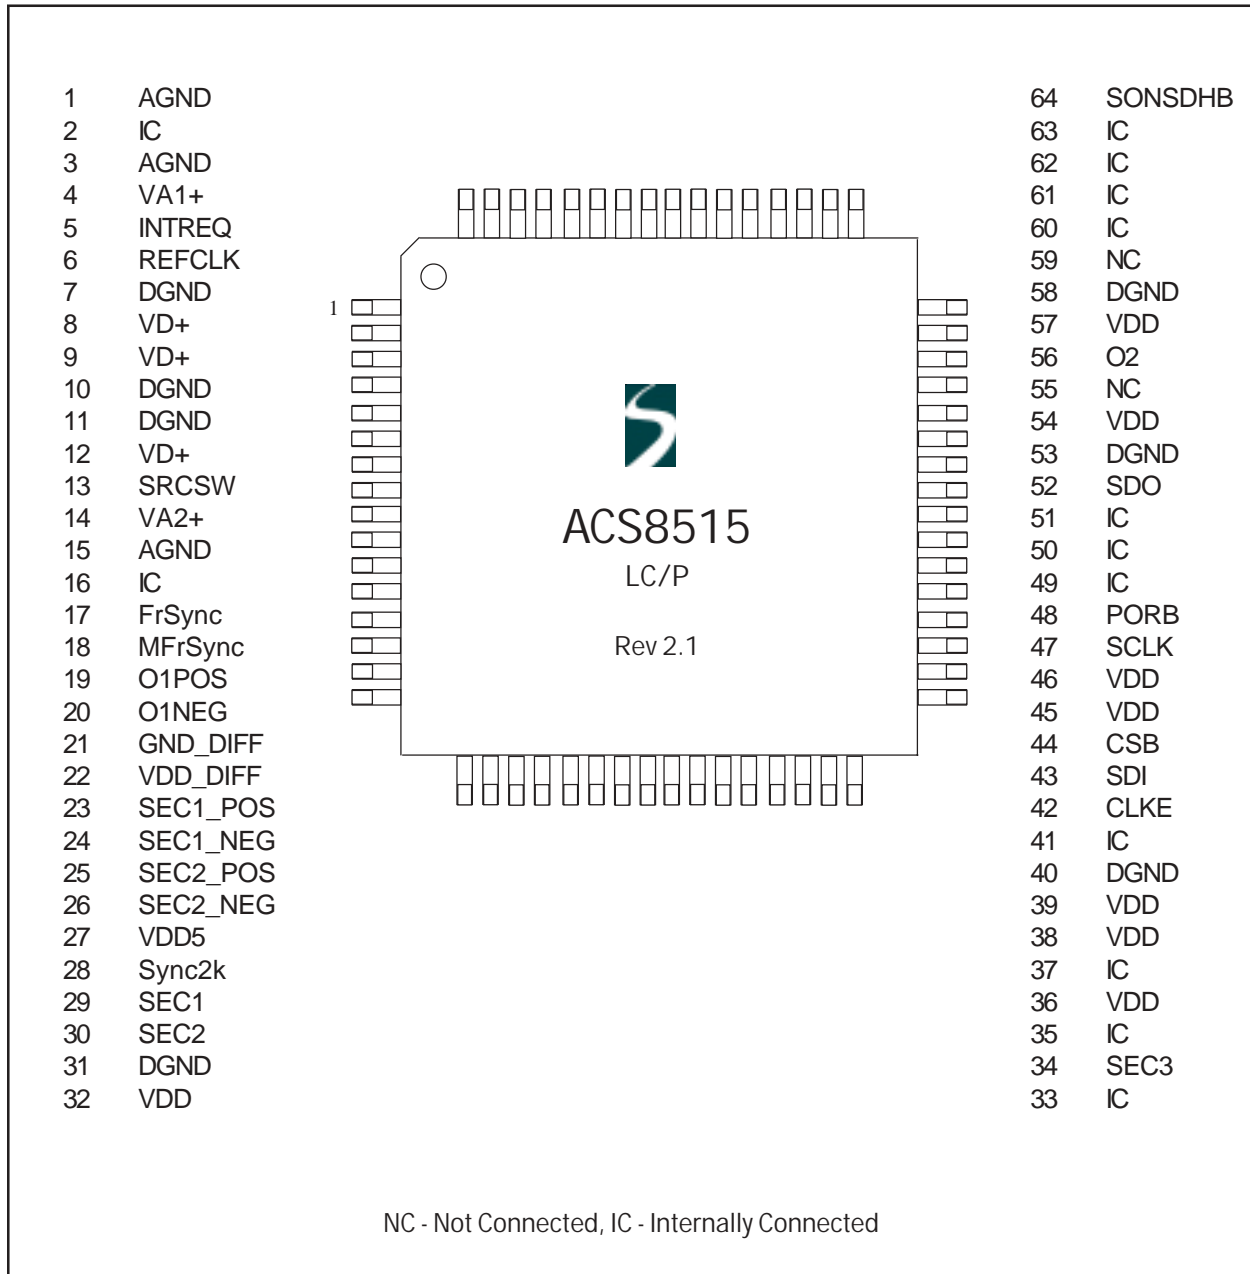 1 AGND
2 IC
3 AGND
4 VA1+
5 INTREQ
6 REFCLK
7 DGND
8 VD+
9 VD+
10 DGND
11 DGND
12 VD+
13 SRCSW
14 VA2+
15 AGND
16 IC
17 FrSync
18 MFrSync
19 O1POS
20 O1NEG
21 GND_DIFF
22 VDD_DIFF
23 SEC1_POS
24 SEC1_NEG
25 SEC2_POS
26 SEC2_NEG
27 VDD5
28 Sync2k
29 SEC1
30 SEC2
31 DGND
32 VDD
1
ACS8515
LC/P
Rev 2.1
64 SONSDHB
63 IC
62 IC
61 IC
60 IC
59 NC
58 DGND
57 VDD
56 O2
55 NC
54 VDD
53 DGND
52 SDO
51 IC
50 IC
49 IC
48 PORB
47 SCLK
46 VDD
45 VDD
44 CSB
43 SDI
42 CLKE
41 IC
40 DGND
39 VDD
38 VDD
37 IC
36 VDD
35 IC
34 SEC3
33 IC
NC - Not Connected, IC - Internally Connected